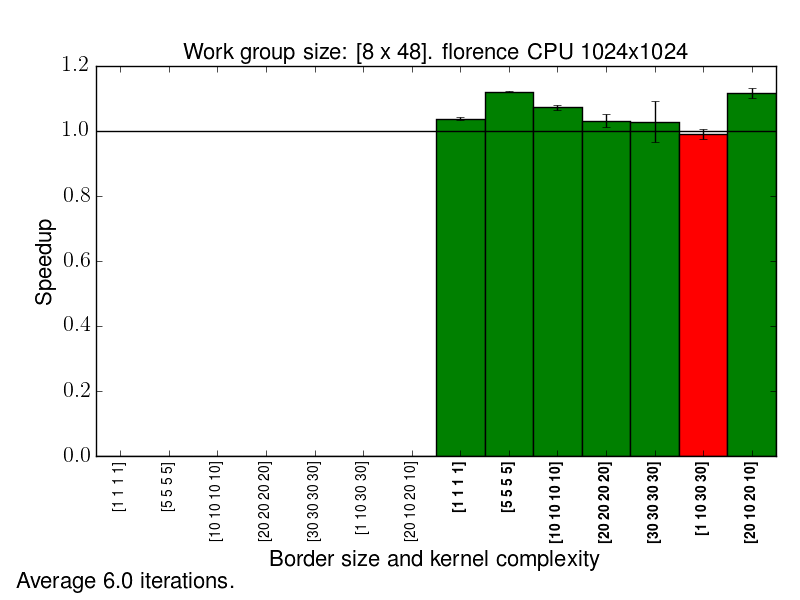 Work group size: [8 x 48]. florence CPU 1024x1024
1.2
1.0
0.8
0.6
0.4
0.2
0.0
Speedup
[1 1 1 1]
[5 5 5 5]
[10 10 10 10]
[20 20 20 20]
[30 30 30 30]
[1 10 30 30]
[20 10 20 10]
[1 1 1 1]
[5 5 5 5]
[10 10 10 10]
[20 20 20 20]
[30 30 30 30]
[1 10 30 30]
[20 10 20 10]
Border size and kernel complexity
Average 6.0 iterations.